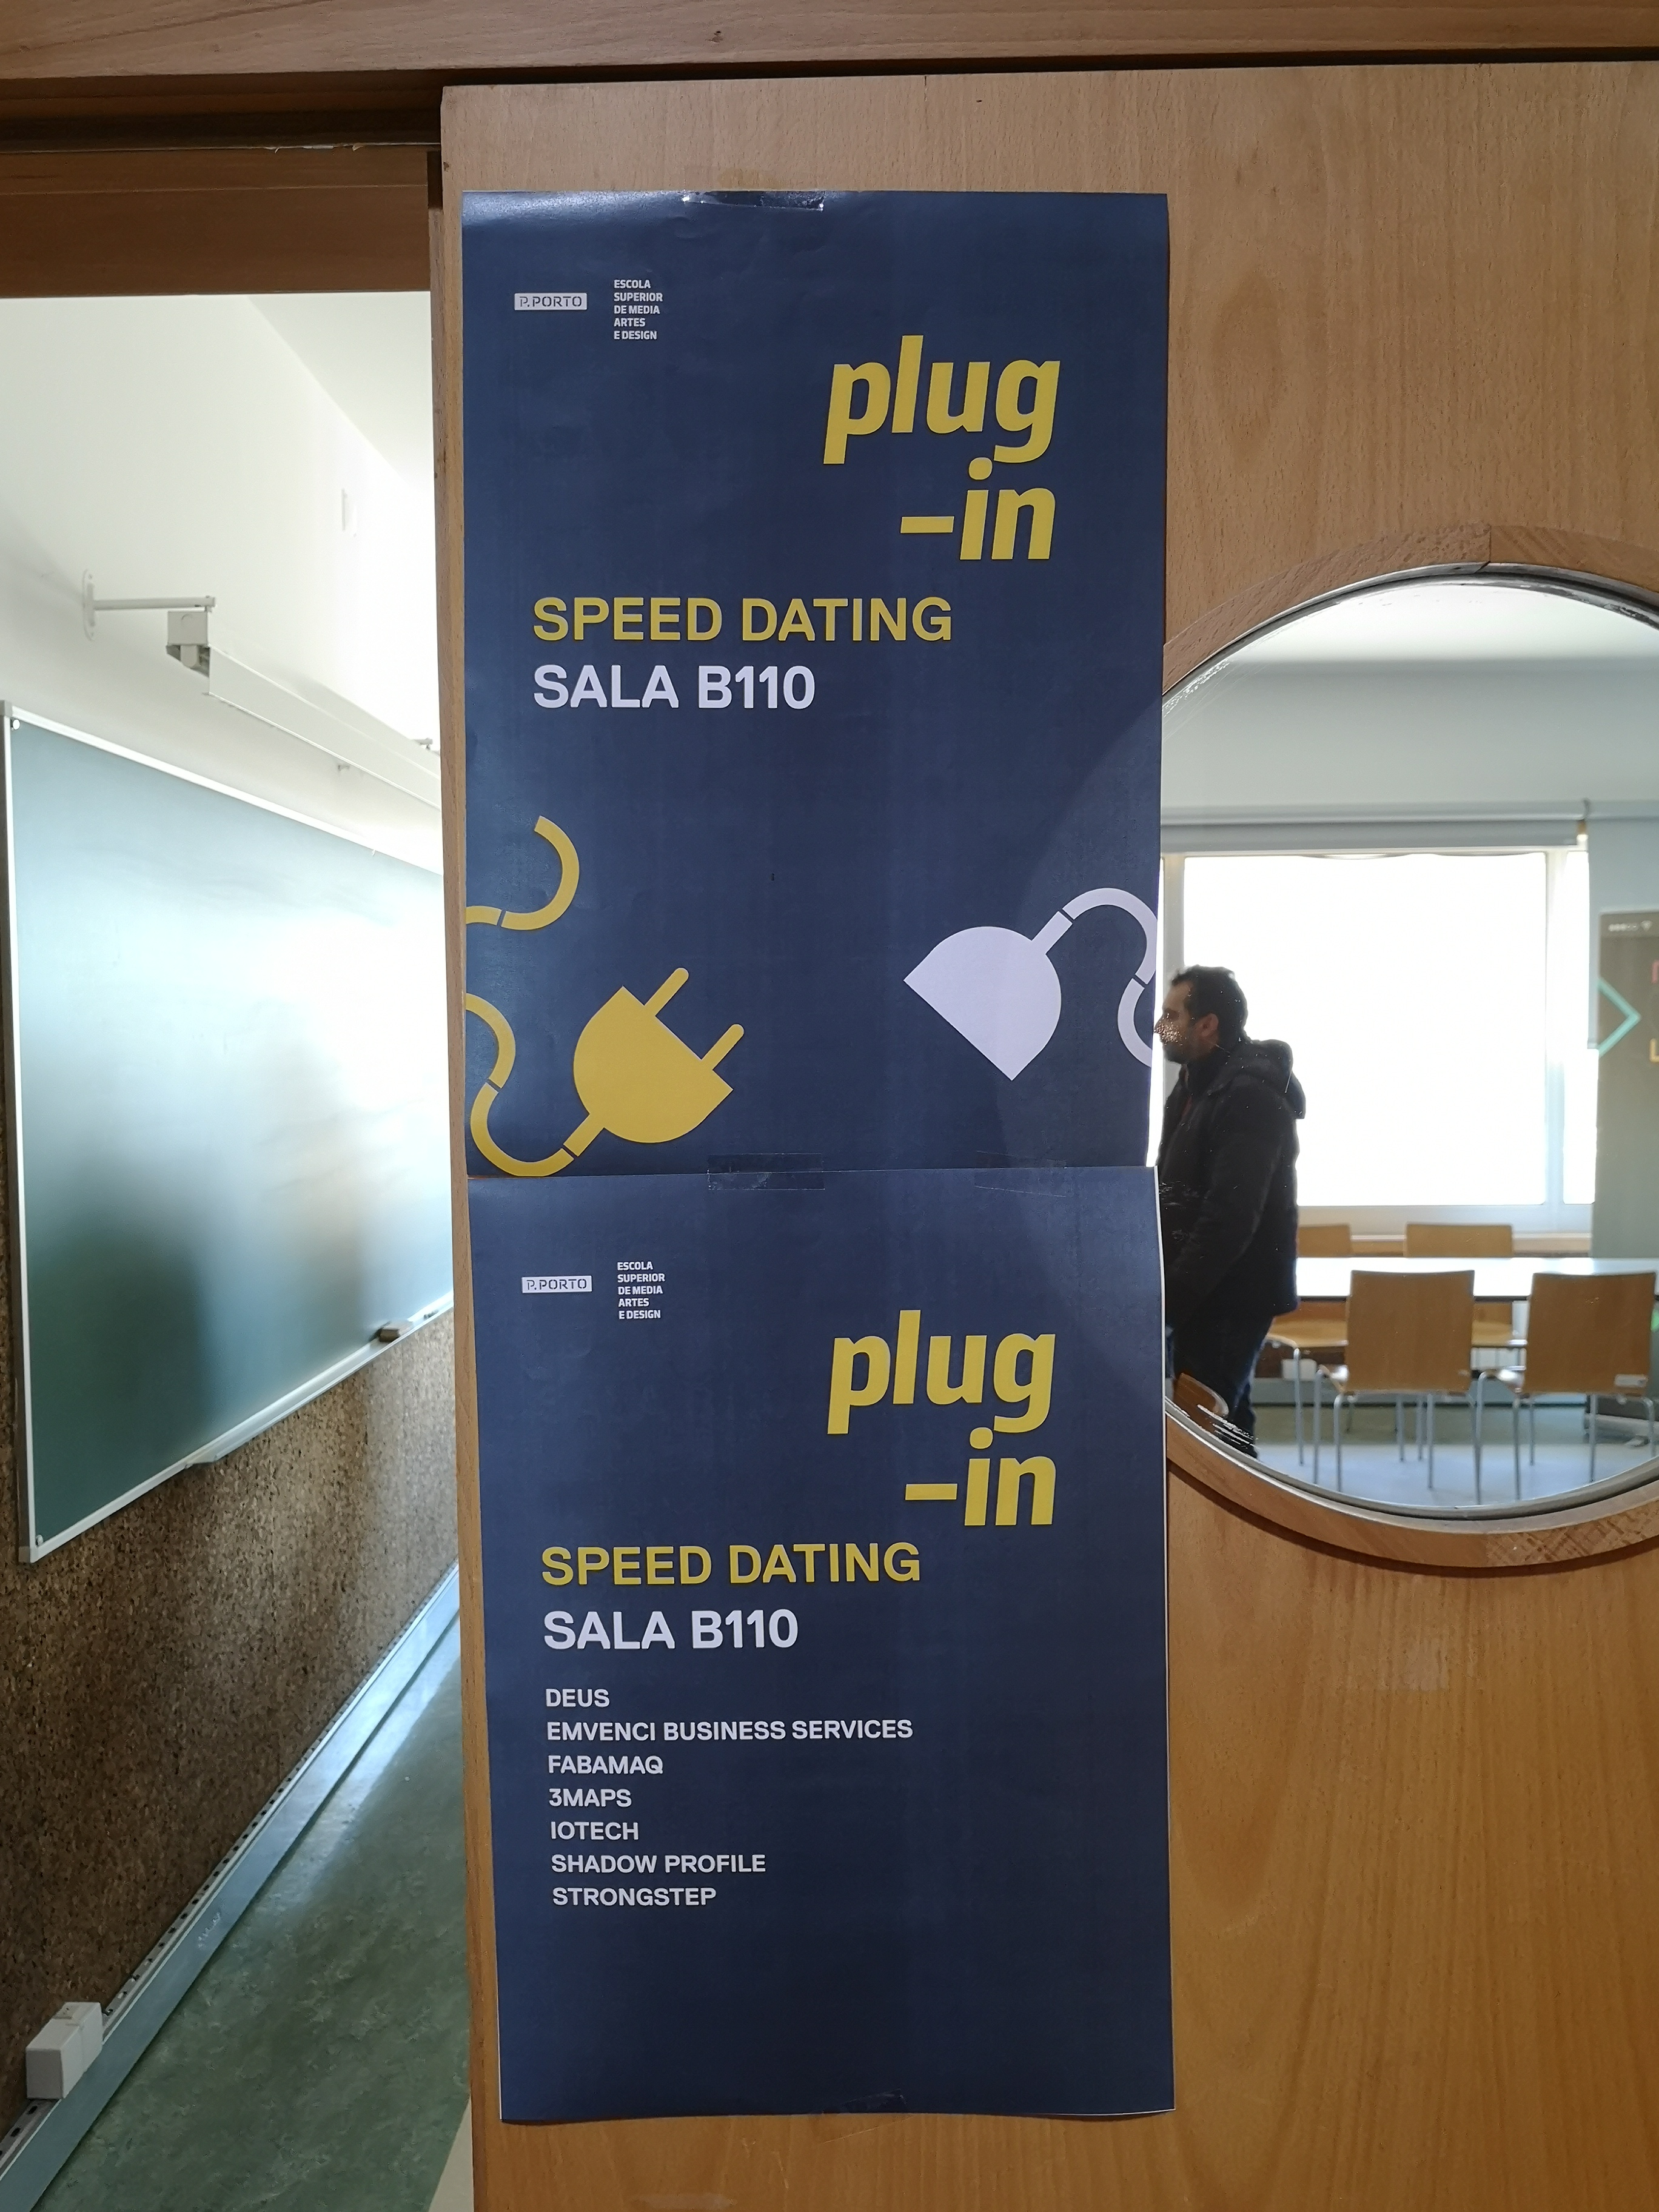 P.PORTO
ESCOLA
SUPERIOR
DE MEDIA
ARTES
E DESIGN
plug
-in
SPEED DATING
SALA B110
P.PORTO
ESCOLA
SUPERIOR
DE MEDIA
ARTES
E DESIGN
plug
-in
SPEED DATING
SALA B110
DEUS
EMVENCI BUSINESS SERVICES
FABAMAQ
3MAPS
IOTECH
SHADOW PROFILE
STRONGSTEP